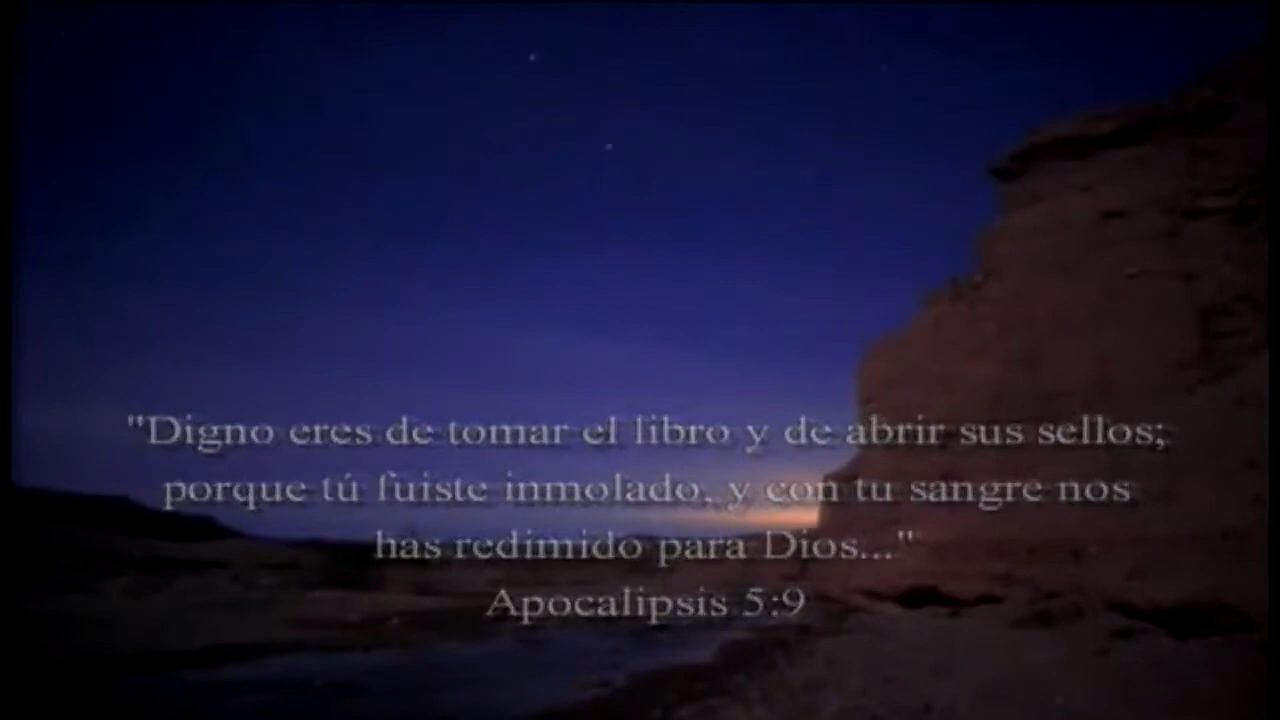 "Digno eres de tomar el libro y de abrir sus sellos;
porque tú fuiste inmolado, y con tu sangre nos
has redimido para Dios..."
Apocalipsis 5:9